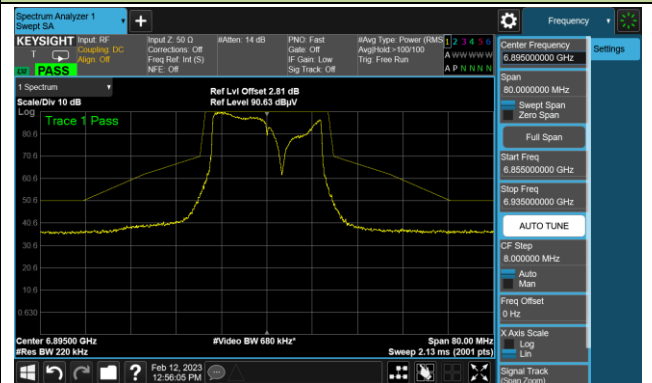 Spectrum Analyzer 1
Swept SA
Frequency
KEYSIGHT
Input: RF
Coupling: DC
Align: Off
Input Z: 50 Ω
Corrections: Off
Freq Ref: Int (S)
NFE: Off
#Atten: 14 dB
PNO: Fast
Gate: Off
IF Gain: Low
Sig Track: Off
#Avg Type: Power (RMS
Avg|Hold:>100/100
Trig: Free Run
1 2 3 4 5 6
A W W W W W
A P N N N N
T
PASS
1 Spectrum
Scale/Div 10 dB
Ref Lvl Offset 2.81 dB
Ref Level 90.63 dBµV
Log
Trace 1 Pass
80.6
70.6
60.6
50.6
40.6
30.6
20.6
10.6
0.630
Center 6.89500 GHz
#Res BW 220 kHz
#Video BW 680 kHz*
Span 80.00 MHz
Sweep 2.13 ms (2001 pts)
Feb 12, 2023
12:56:05 PM
Center Frequency
6.895000000 GHz
Settings
Span
80.0000000 MHz
Swept Span
Zero Span
Full Span
Start Freq
6.855000000 GHz
Stop Freq
6.935000000 GHz
AUTO TUNE
CF Step
8.000000 MHz
Auto
Man
Freq Offset
0 Hz
X Axis Scale
Log
Lin
Signal Track
(Span Zoom)